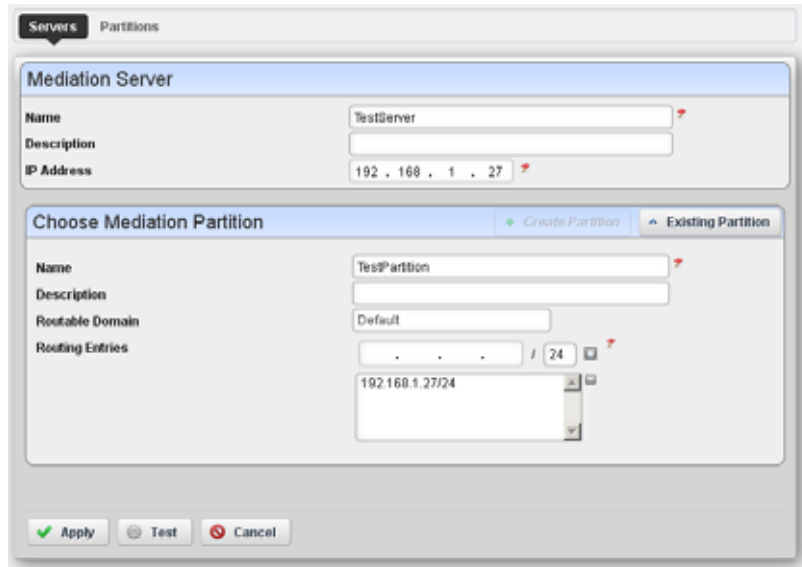 Servers Partitions
Mediation Server
Name TestServer ?
Description
IP Address 192 . 168 . 1 . 27 ?
Choose Mediation Partition Create Partition Existing Partition
Name TestPartition ?
Description
Routable Domain Default
Routing Entries . . . / 24 ?
192.168.1.27/24
Apply Test Cancel